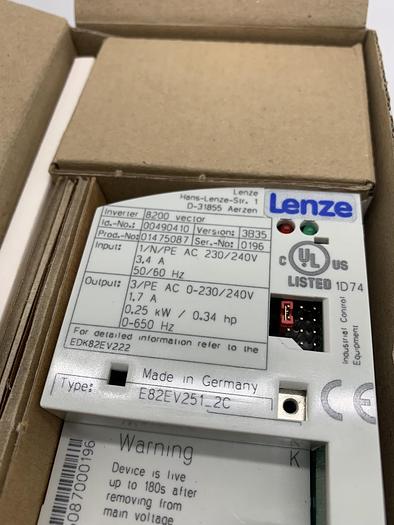 Lenze
Hans-Lenze-Str. 1
D-31855 Aerzen
Lenze
Inverter 8200 vector
Id.-No: 00490410 Version: 3B35
Prod.-No: 01475087 Ser.-No: 0196
Input: 1/N/PE AC 230/240V
3.4 A
50/60 Hz
Output: 3/PE AC 0-230/240V
1.7 A
0.25 kW / 0.34 hp
0-650 Hz
For detailed information refer to
EDK82EV222
C UL US
LISTED 1D74
Industrial Control
Equipment
Made in Germany
Type: E82EV251_2C
CE
K
Warning
Device is live
up to 180s after
removing from
main voltage
087000196